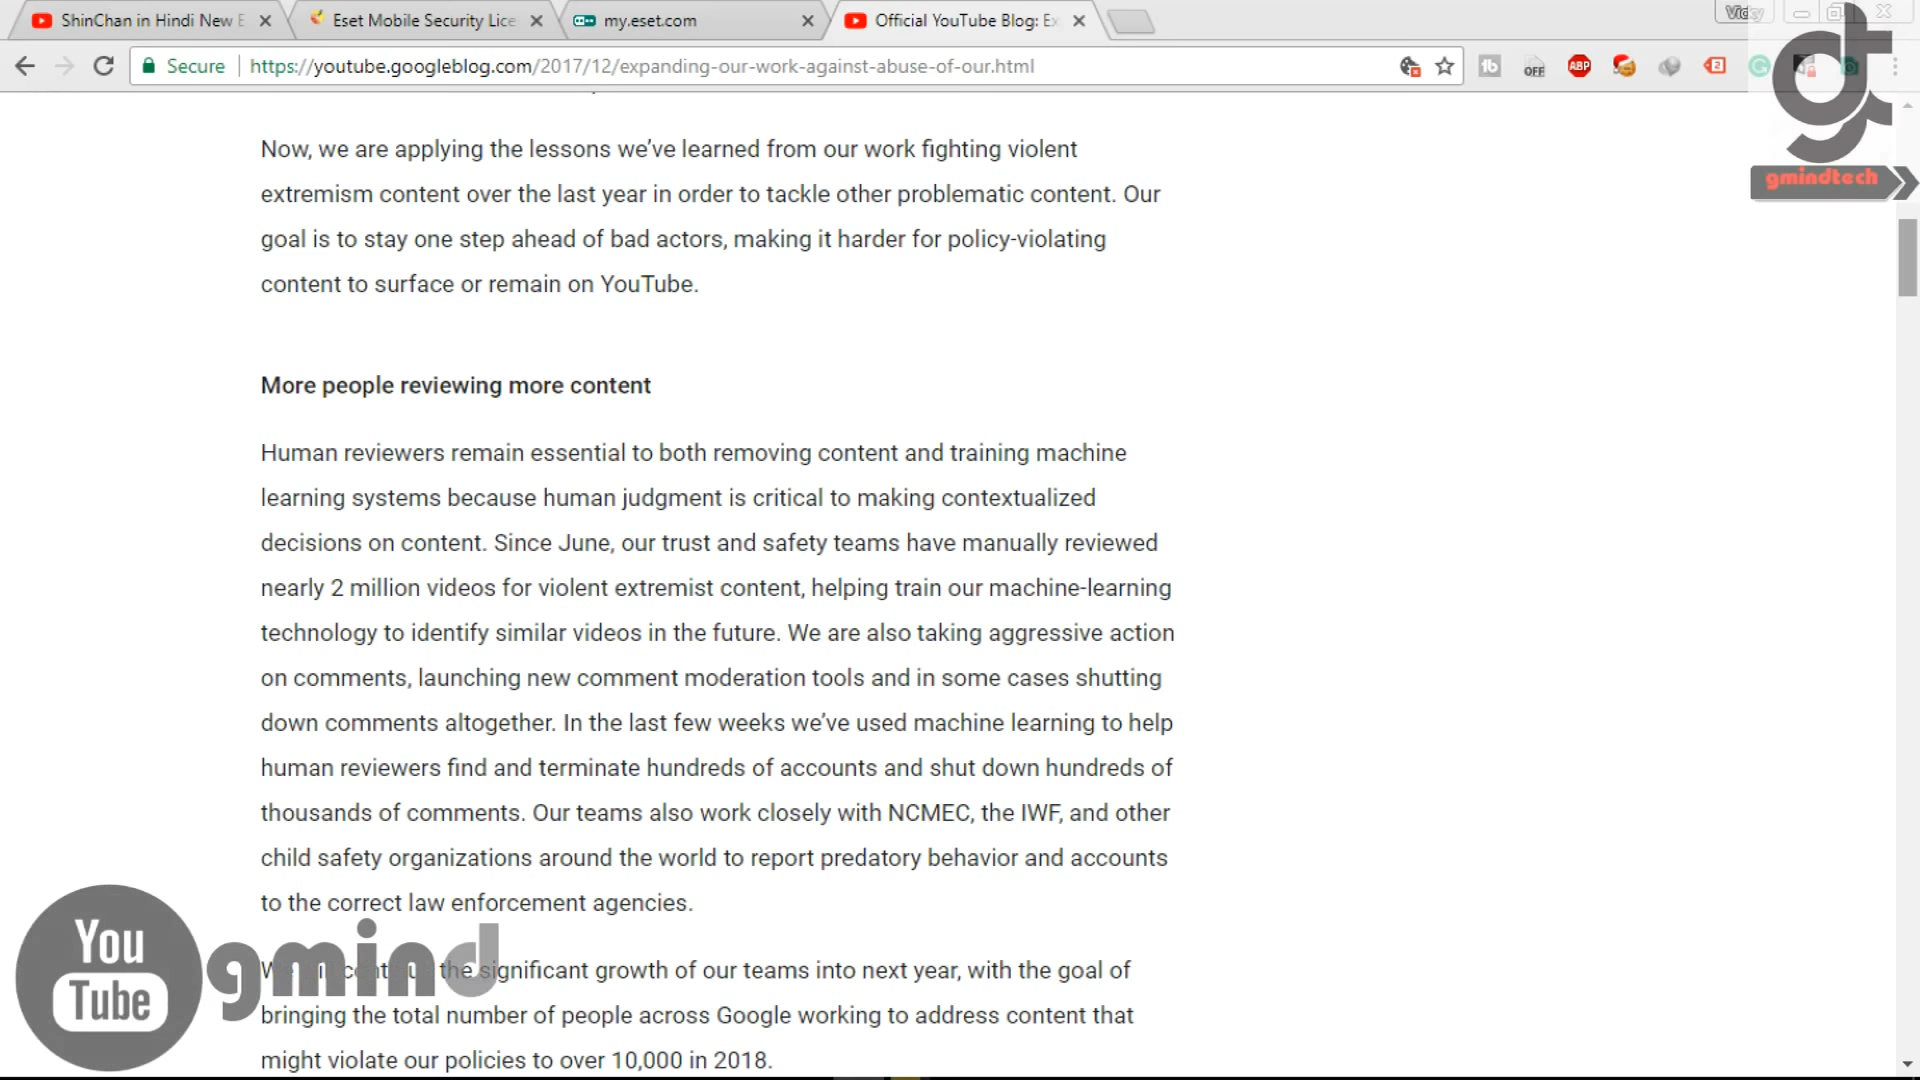 ShinChan in Hindi New E
Eset Mobile Security Lice
my.eset.com
Official YouTube Blog: Ex
Vicky
Secure
https://youtube.googleblog.com/2017/12/expanding-our-work-against-abuse-of-our.html
OFF
ABP
2
gt
gmindtech
Now, we are applying the lessons we’ve learned from our work fighting violent
extremism content over the last year in order to tackle other problematic content. Our
goal is to stay one step ahead of bad actors, making it harder for policy-violating
content to surface or remain on YouTube.
More people reviewing more content
Human reviewers remain essential to both removing content and training machine
learning systems because human judgment is critical to making contextualized
decisions on content. Since June, our trust and safety teams have manually reviewed
nearly 2 million videos for violent extremist content, helping train our machine-learning
technology to identify similar videos in the future. We are also taking aggressive action
on comments, launching new comment moderation tools and in some cases shutting
down comments altogether. In the last few weeks we’ve used machine learning to help
human reviewers find and terminate hundreds of accounts and shut down hundreds of
thousands of comments. Our teams also work closely with NCMEC, the IWF, and other
child safety organizations around the world to report predatory behavior and accounts
to the correct law enforcement agencies.
the significant growth of our teams into next year, with the goal of
bringing the total number of people across Google working to address content that
might violate our policies to over 10,000 in 2018.
You
Tube
gmind